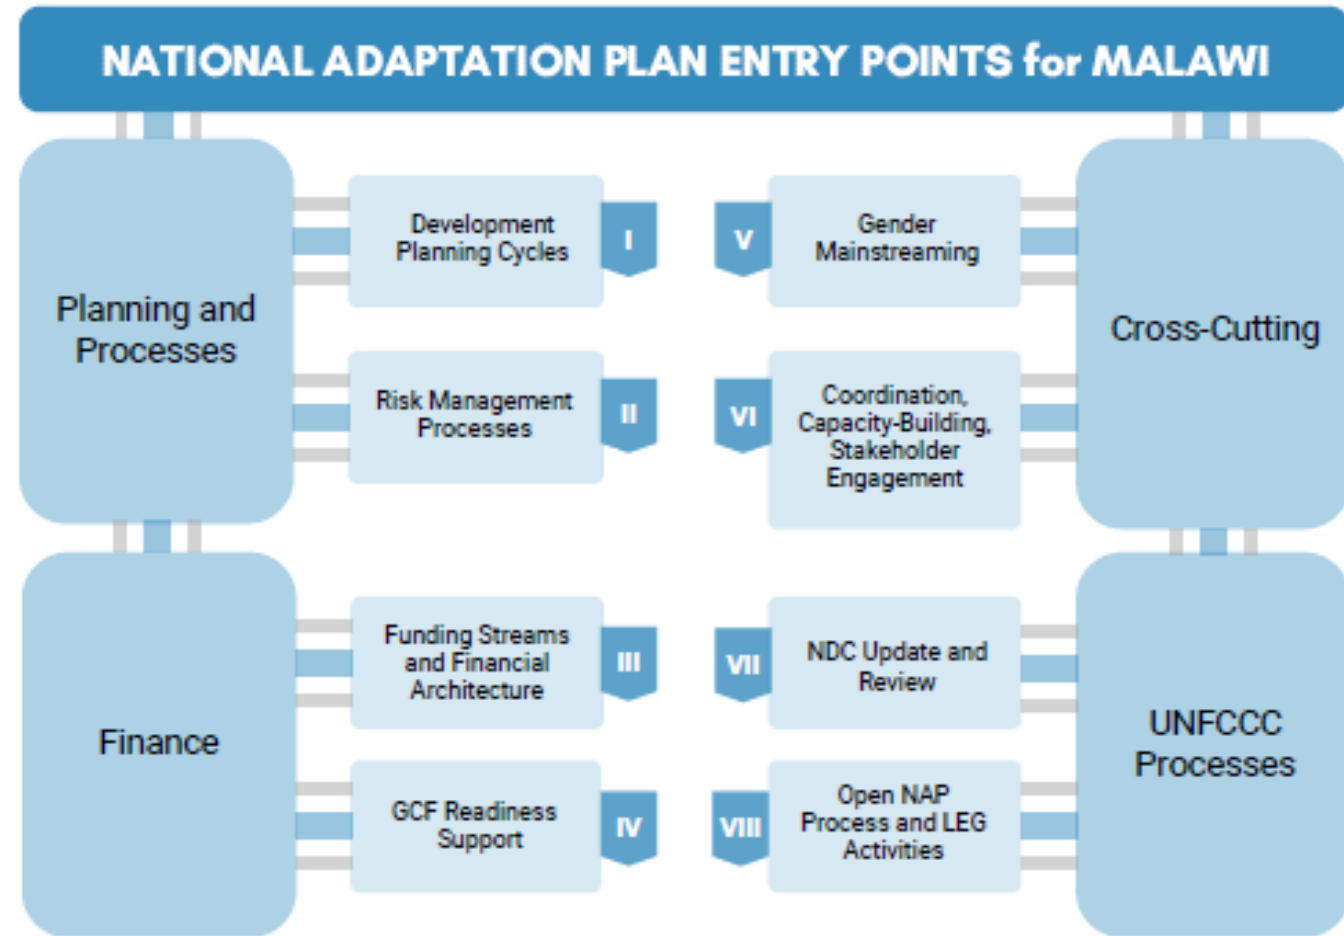 NATIONAL ADAPTATION PLAN ENTRY POINTS for MALAWI
Planning and
Processes
Development
Planning Cycles
I
Risk Management
Processes
II
Finance
Funding Streams
and Financial
Architecture
III
GCF Readiness
Support
IV
V
Gender
Mainstreaming
VI
Coordination,
Capacity-Building,
Stakeholder
Engagement
Cross-Cutting
VII
NDC Update and
Review
VIII
Open NAP
Process and LEG
Activities
UNFCCC
Processes